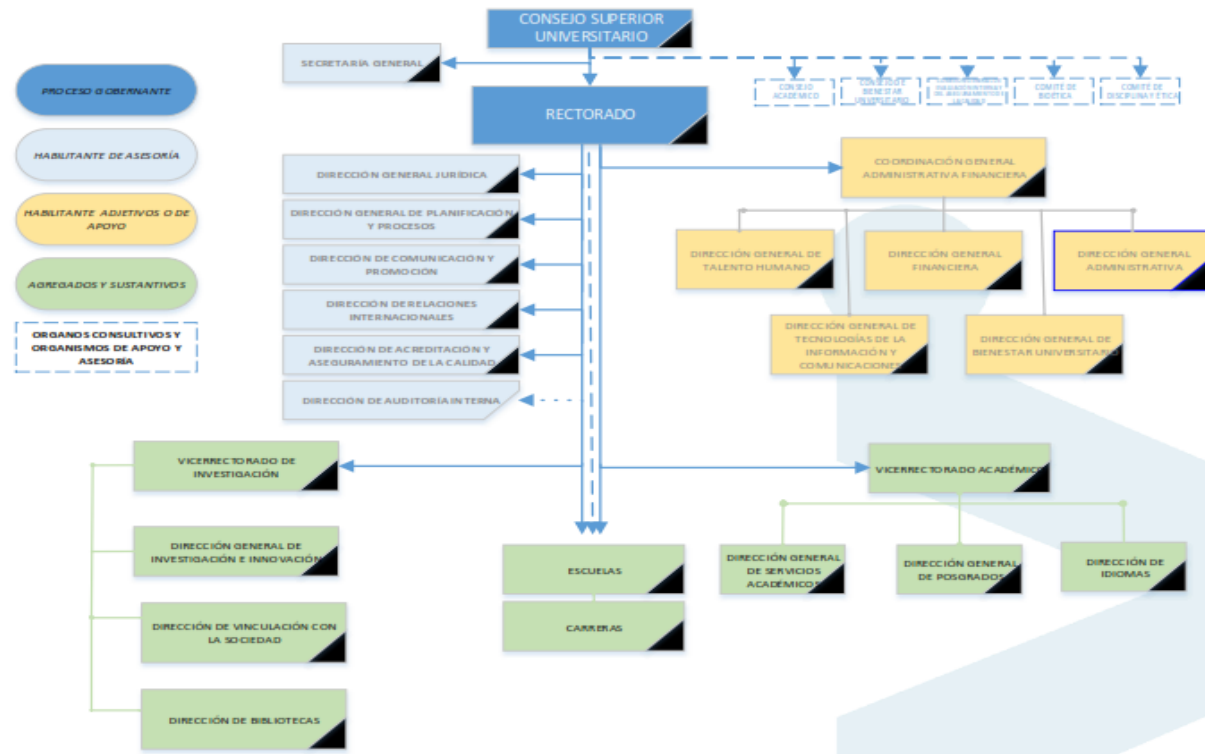 CONSEJO SUPERIOR
UNIVERSITARIO
SECRETARÍA GENERAL
CONSEJO
ACADÉMICO
CONSEJO DE
BIENESTAR
UNIVERSITARIO
COMITÉ DE
BIOÉTICA
COMITÉ DE
DISCIPLINA Y ÉTICA
PROCESO GOBERNANTE
HABILITANTE DE ASESORÍA
HABILITANTE ADJETIVOS O DE
APOYO
AGREGADOS Y SUSTANTIVOS
ORGANOS CONSULTIVOS Y
ORGANISMOS DE APOYO Y
ASESORÍA
RECTORADO
DIRECCIÓN GENERAL JURÍDICA
DIRECCIÓN GENERAL DE PLANIFICACIÓN
Y PROCESOS
DIRECCIÓN DE COMUNICACIÓN Y
PROMOCIÓN
DIRECCIÓN DE RELACIONES
INTERNACIONALES
DIRECCIÓN DE ACREDITACIÓN Y
ASEGURAMIENTO DE LA CALIDAD
DIRECCIÓN DE AUDITORÍA INTERNA
COORDINACIÓN GENERAL
ADMINISTRATIVA FINANCIERA
DIRECCIÓN GENERAL DE
TALENTO HUMANO
DIRECCIÓN GENERAL
FINANCIERA
DIRECCIÓN GENERAL
ADMINISTRATIVA
DIRECCIÓN GENERAL DE
TECNOLOGÍAS DE LA
INFORMACIÓN Y
COMUNICACIONES
DIRECCIÓN GENERAL DE
BIENESTAR UNIVERSITARIO
VICERRECTORADO DE
INVESTIGACIÓN
DIRECCIÓN GENERAL DE
INVESTIGACIÓN E INNOVACIÓN
DIRECCIÓN DE VINCULACIÓN CON
LA SOCIEDAD
DIRECCIÓN DE BIBLIOTECAS
ESCUELAS
CARRERAS
VICERRECTORADO ACADÉMICO
DIRECCIÓN GENERAL
DE SERVICIOS
ACADÉMICOS
DIRECCIÓN GENERAL
DE POSGRADOS
DIRECCIÓN DE
IDIOMAS